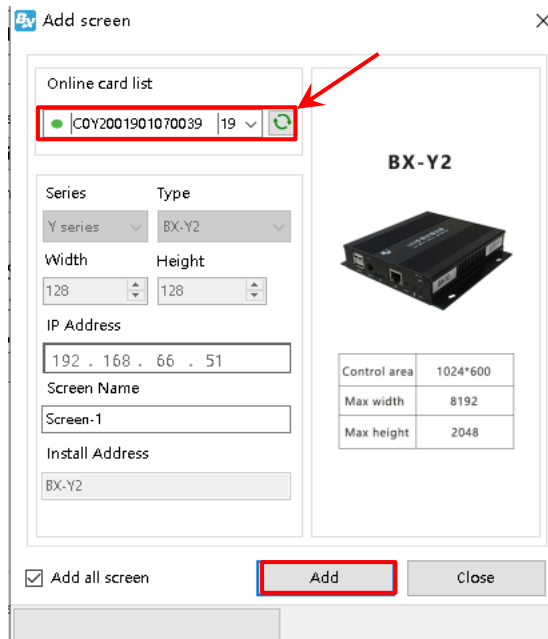 BX Add screen
Online card list
C0Y2001901070039 19
Series Type
Y series BX-Y2
Width Height
128 128
IP Address
192 . 168 . 66 . 51
Screen Name
Screen-1
Install Address
BX-Y2
BX-Y2
Control area 1024*600
Max width 8192
Max height 2048
Add all screen Add Close